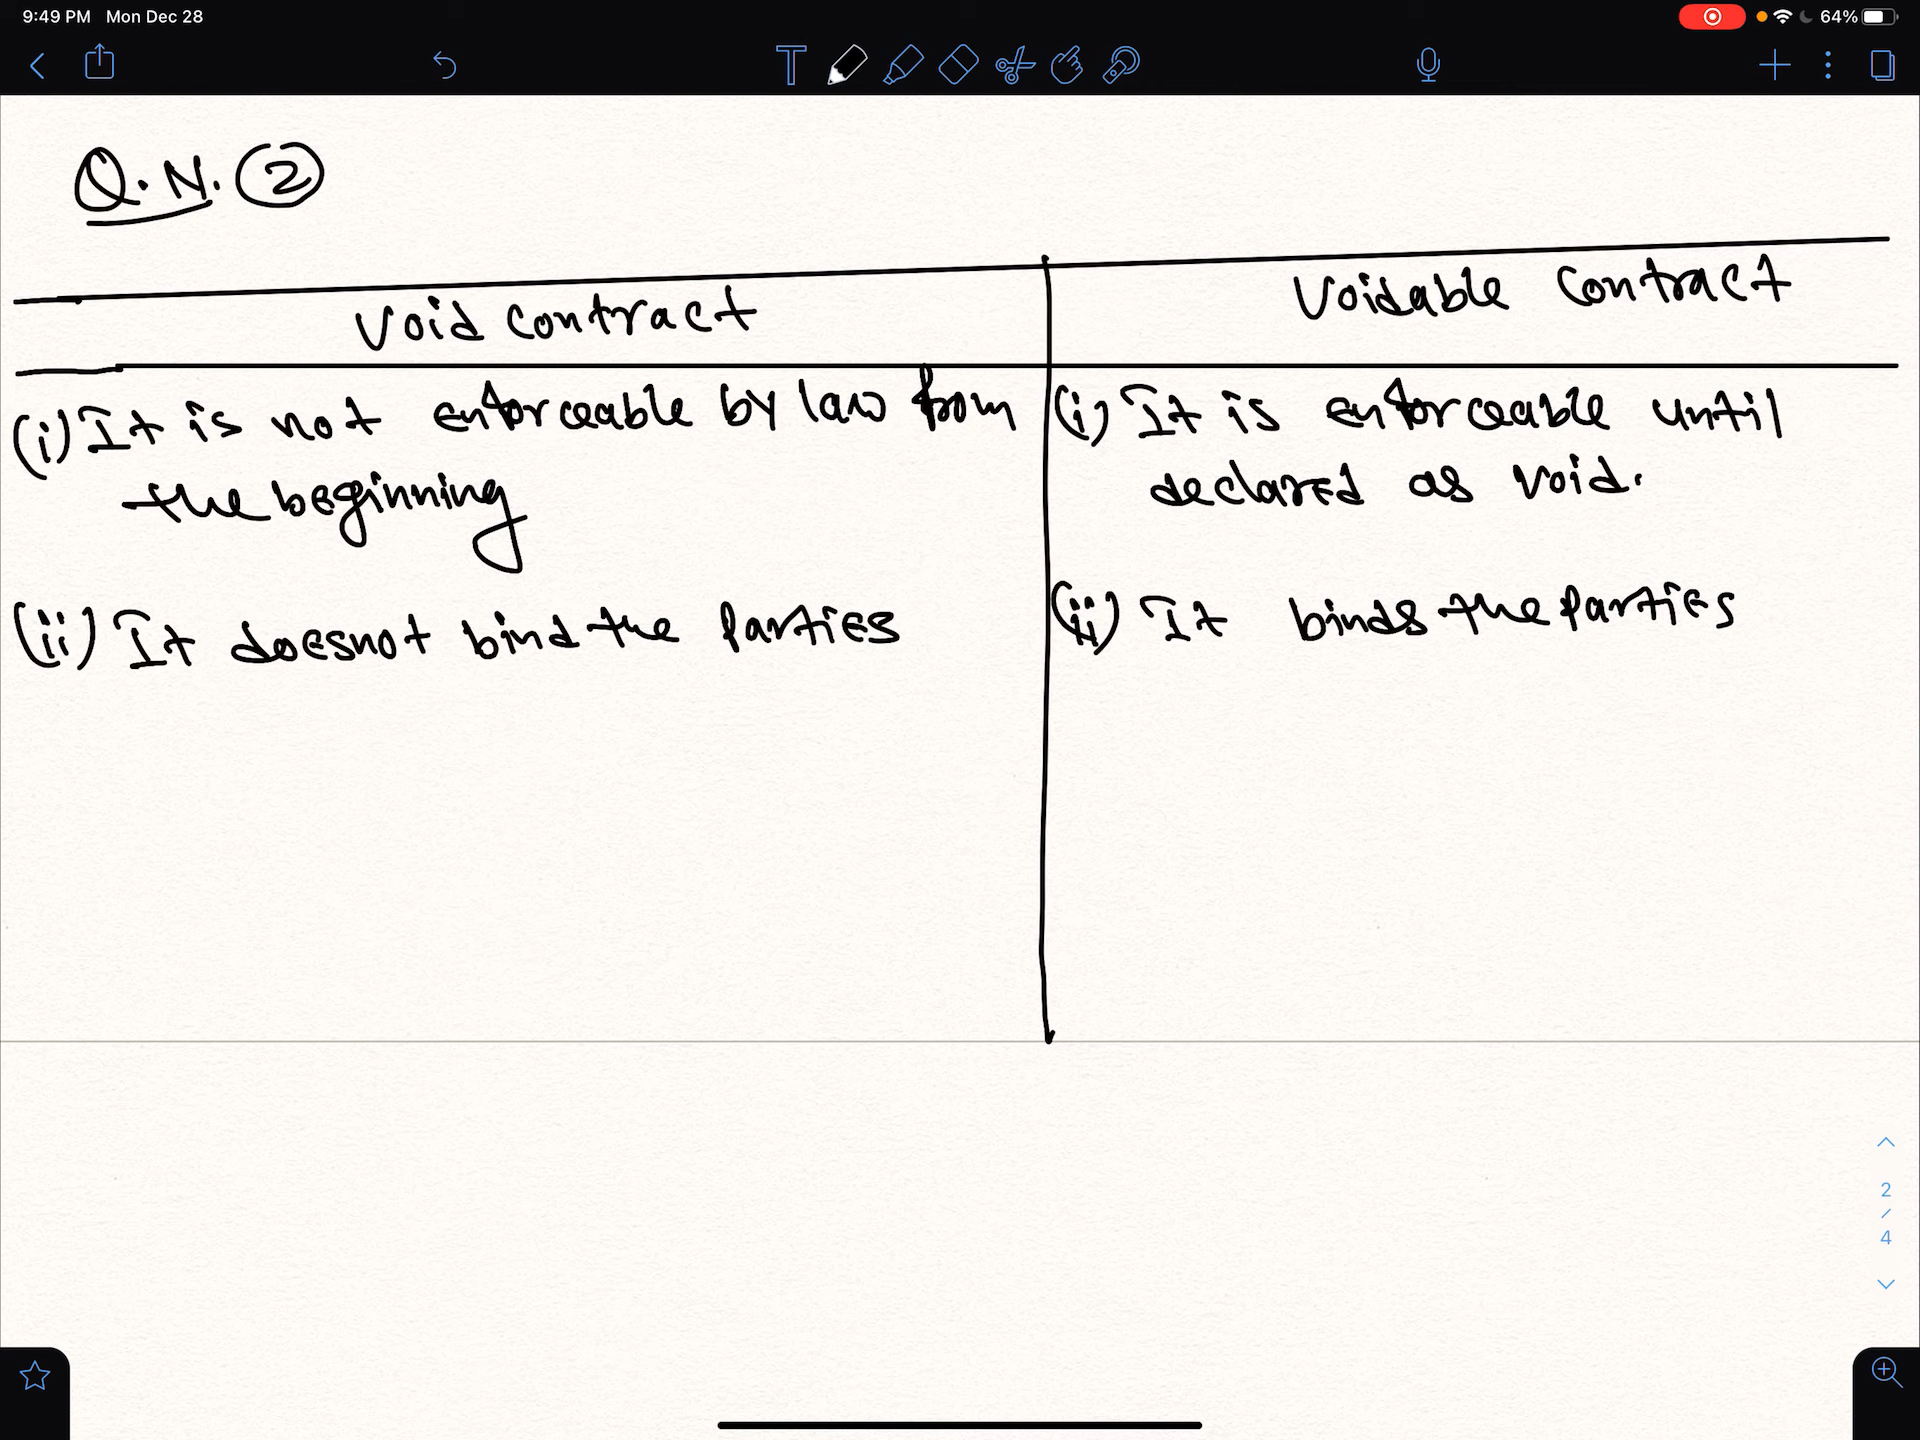 9:49 PM Mon Dec 28
64%
Q.N. 2
Void contract
Voidable contract
(i) It is not enforceable by law from
the beginning
(ii) It doesnot bind the parties
(i) It is enforceable until
declared as void.
(ii) It binds the parties
2
/
4